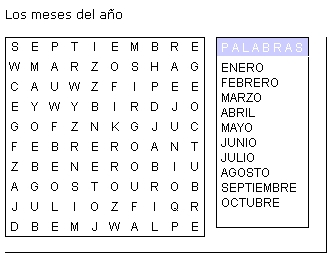 Los meses del año
S E P T I E M B R E
W M A R Z O S H A G
C A U W Z F I P E E
E Y W Y B I R D J O
G O F Z N K G J U C
F E B R E R O A N T
Z B E N E R O B I U
A G O S T O U R O B
J U L I O Z F I Q R
D B E M J W A L P E
PALABRAS
ENERO
FEBRERO
MARZO
ABRIL
MAYO
JUNIO
JULIO
AGOSTO
SEPTIEMBRE
OCTUBRE